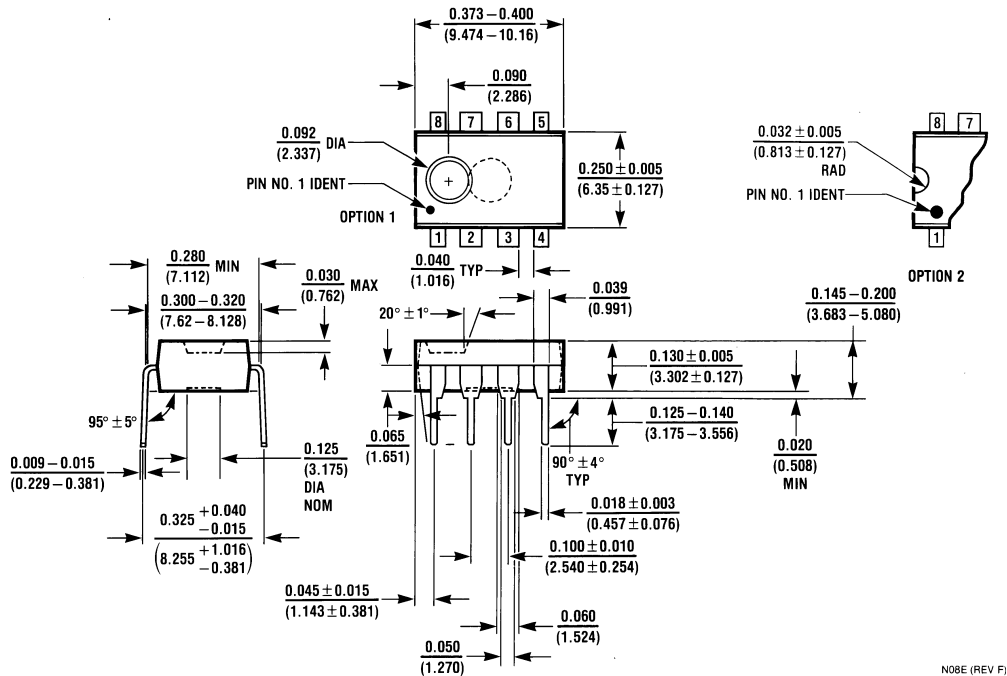 0.373 – 0.400
(9.474 – 10.16)
0.090
(2.286)
8 7 6 5
0.092
(2.337) DIA
PIN NO. 1 IDENT
OPTION 1
1 2 3 4
0.250 ± 0.005
(6.35 ± 0.127)
8 7
0.032 ± 0.005
(0.813 ± 0.127)
RAD
PIN NO. 1 IDENT
1
OPTION 2
0.280
(7.112) MIN
0.300 – 0.320
(7.62 – 8.128)
0.030
(0.762) MAX
0.040
(1.016) TYP
0.039
(0.991)
20° ± 1°
0.145 – 0.200
(3.683 – 5.080)
0.130 ± 0.005
(3.302 ± 0.127)
0.125 – 0.140
(3.175 – 3.556)
0.020
(0.508)
MIN
95° ± 5°
0.009 – 0.015
(0.229 – 0.381)
0.125
(3.175)
DIA
NOM
0.065
(1.651)
90° ± 4°
TYP
0.018 ± 0.003
(0.457 ± 0.076)
0.325 +0.040
−0.015
(8.255 +1.016
−0.381)
0.100 ± 0.010
(2.540 ± 0.254)
0.045 ± 0.015
(1.143 ± 0.381)
0.060
(1.524)
0.050
(1.270)
N08E (REV F)